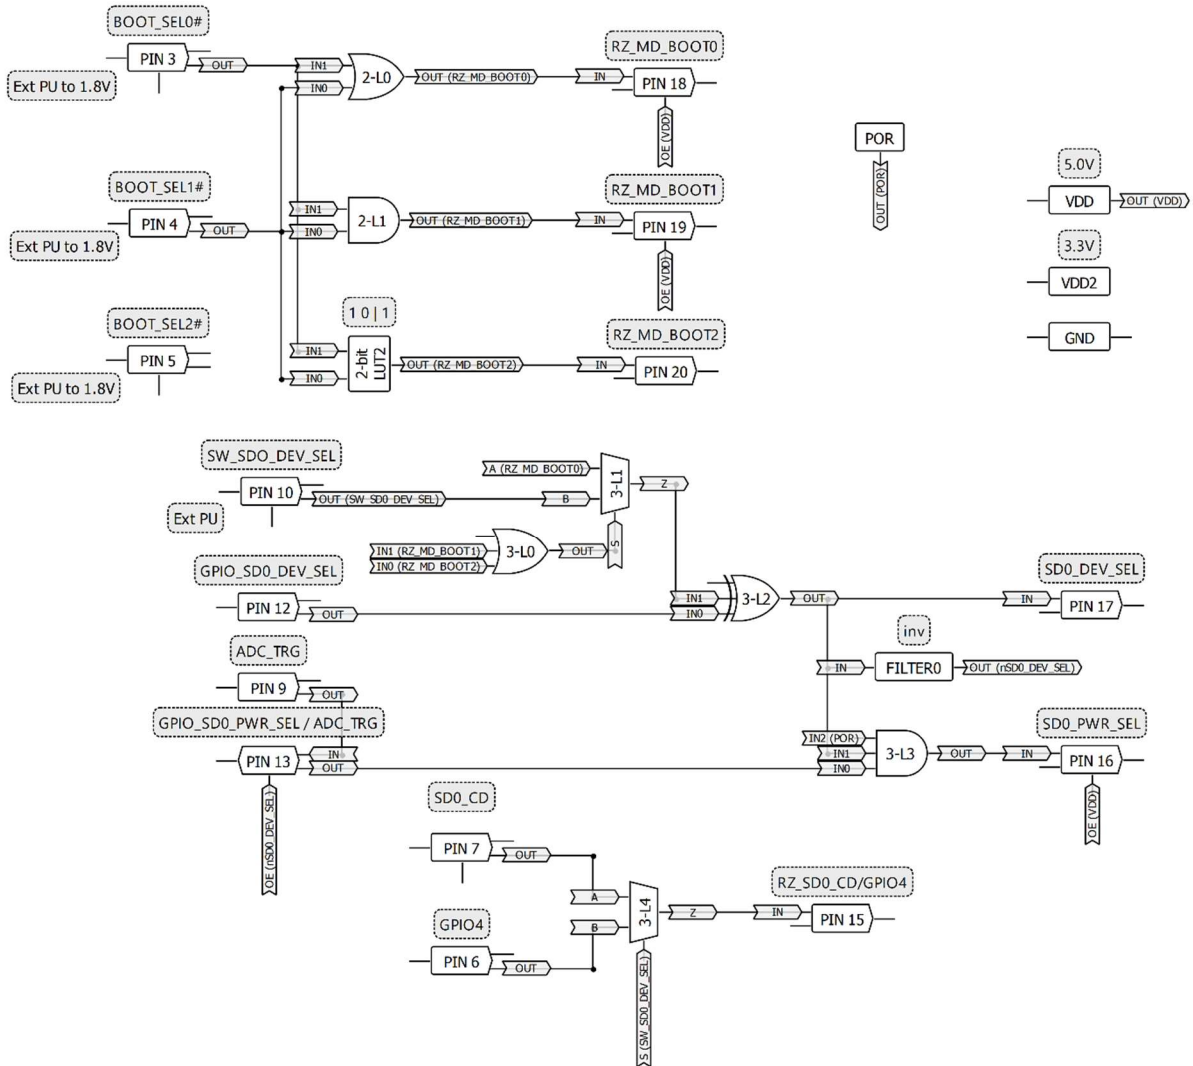 BOOT_SEL0#
PIN 3
OUT
Ext PU to 1.8V
IN1
IN0
2-L0
OUT (RZ_MD_BOOT0)
IN
RZ_MD_BOOT0
PIN 18
OE (VDD)
BOOT_SEL1#
PIN 4
OUT
Ext PU to 1.8V
IN1
IN0
2-L1
OUT (RZ_MD_BOOT1)
IN
RZ_MD_BOOT1
PIN 19
OE (VDD)
BOOT_SEL2#
PIN 5
Ext PU to 1.8V
1 0 | 1
IN1
IN0
2-bit
LUT2
OUT (RZ_MD_BOOT2)
IN
RZ_MD_BOOT2
PIN 20
POR
OUT (POR)
5.0V
VDD
OUT (VDD)
3.3V
VDD2
GND
SW_SDO_DEV_SEL
PIN 10
OUT (SW_SD0_DEV_SEL)
Ext PU
A (RZ_MD_BOOT0)
B
3-L1
Z
S
IN1 (RZ_MD_BOOT1)
IN0 (RZ_MD_BOOT2)
3-L0
OUT
GPIO_SD0_DEV_SEL
PIN 12
OUT
IN1
IN0
3-L2
OUT
IN
SD0_DEV_SEL
PIN 17
inv
IN
FILTER0
OUT (nSD0_DEV_SEL)
ADC_TRG
PIN 9
OUT
GPIO_SD0_PWR_SEL / ADC_TRG
PIN 13
IN
OUT
OE (nSD0_DEV_SEL)
IN2 (POR)
IN1
IN0
3-L3
OUT
IN
SD0_PWR_SEL
PIN 16
OE (VDD)
SD0_CD
PIN 7
OUT
A
B
3-L4
Z
IN
RZ_SD0_CD/GPIO4
PIN 15
GPIO4
PIN 6
OUT
S (SW_SD0_DEV_SEL)